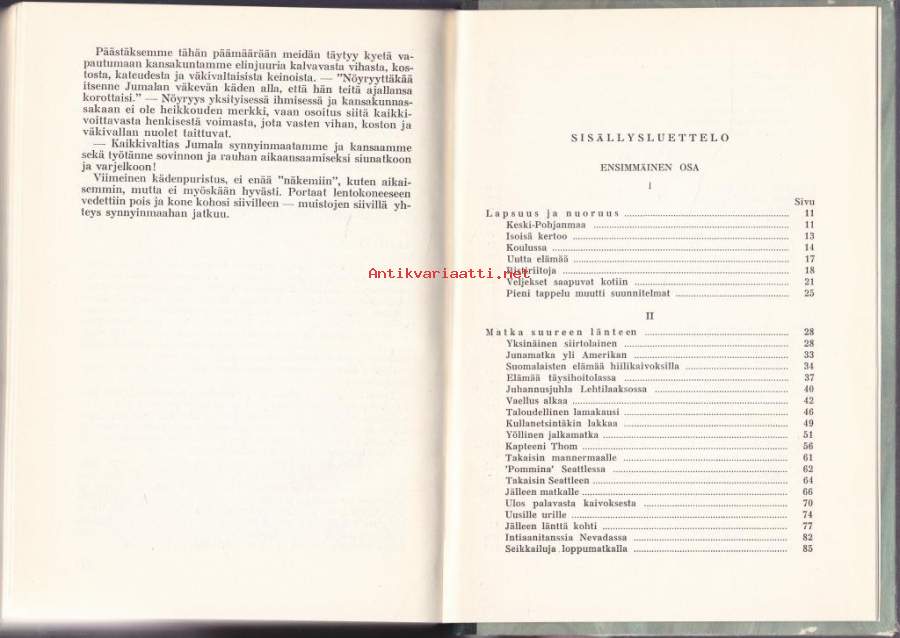 Päästäksemme tähän päämäärään meidän täytyy kyetä va-
pautumaan kansakuntamme elinjuuria kalvavasta vihasta, kos-
tosta, kateudesta ja väkivaltaisista keinoista. — ”Nöyryyttäkää
itsenne Jumalan väkevän käden alla, että hän teitä ajallansa
korottaisi.” — Nöyryys yksityisessä ihmisessä ja kansakunnas-
sakaan ei ole heikkouden merkki, vaan osoitus siitä kaikki-
voittavasta henkisestä voimasta, jota vasten vihan, koston ja
väkivallan nuolet taittuvat.
— Kaikkivaltias Jumala synnyinmaatamme ja kansaamme
sekä työtänne sovinnon ja rauhan aikaansaamiseksi siunatkoon
ja varjelkoon!
Viimeinen kädenpuristus, ei enää ”näkemiin”, kuten aikai-
semmin, mutta ei myöskään hyvästi. Portaat lentokoneeseen
vedettiin pois ja kone kohosi siivilleen — muistojen siivillä yh-
teys synnyinmaahan jatkuu.
SISÄLLYSLUETTELO
ENSIMMÄINEN OSA
I
Sivu
Lapsuus ja nuoruus 11
Keski-Pohjanmaa 11
Isoisä kertoo 13
Koulussa 14
Uutta elämää 17
Ristiriitoja 18
Veljekset saapuvat kotiin 21
Pieni tappelu muutti suunnitelmat 25
II
Matka suureen länteen 28
Yksinäinen siirtolainen 28
Junamatka yli Amerikan 33
Suomalaisten elämää hiilikaivoksilla 34
Elämää täysihoitolassa 37
Juhannusjuhla Lehtilaaksossa 40
Vaellus alkaa 42
Taloudellinen lamakausi 46
Kullanetsintäkin lakkaa 49
Yöllinen jalkamatka 51
Kapteeni Thom 56
Takaisin mannermaalle 61
'Pommina' Seattlessa 62
Takaisin Seattleen 64
Jälleen matkalle 66
Ulos palavasta kaivoksesta 70
Uusille urille 74
Jälleen länttä kohti 77
Intiaanitanssia Nevadassa 82
Seikkailuja loppumatkalla 85
Antikvariaatti.net